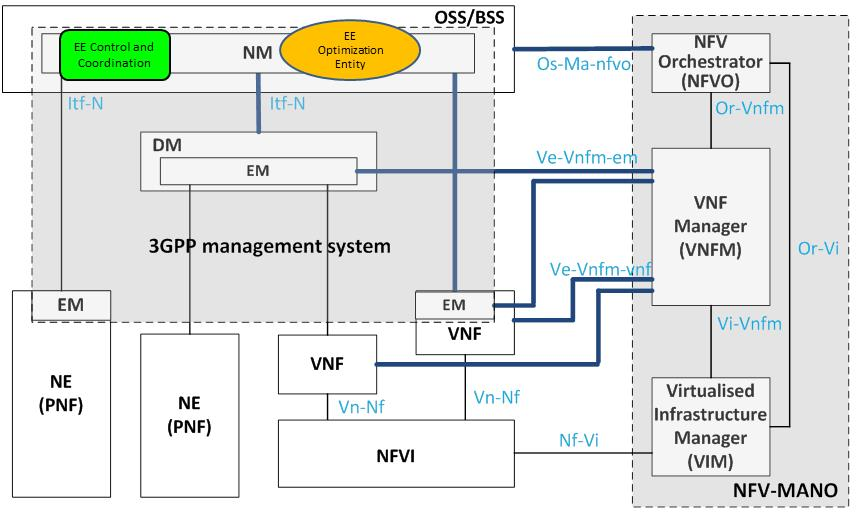 OSS/BSS
EE Control and
Coordination
NM
EE
Optimization
Entity
NFV
Orchestrator
(NFVO)
Os-Ma-nfvo
Itf-N
Itf-N
Or-Vnfm
DM
EM
Ve-Vnfm-em
VNF
Manager
(VNFM)
3GPP management system
Or-Vi
Ve-Vnfm-vnf
EM
EM
VNF
Vi-Vnfm
NE
(PNF)
NE
(PNF)
VNF
Vn-Nf
Vn-Nf
Virtualised
Infrastructure
Manager
(VIM)
NFVI
Nf-Vi
NFV-MANO